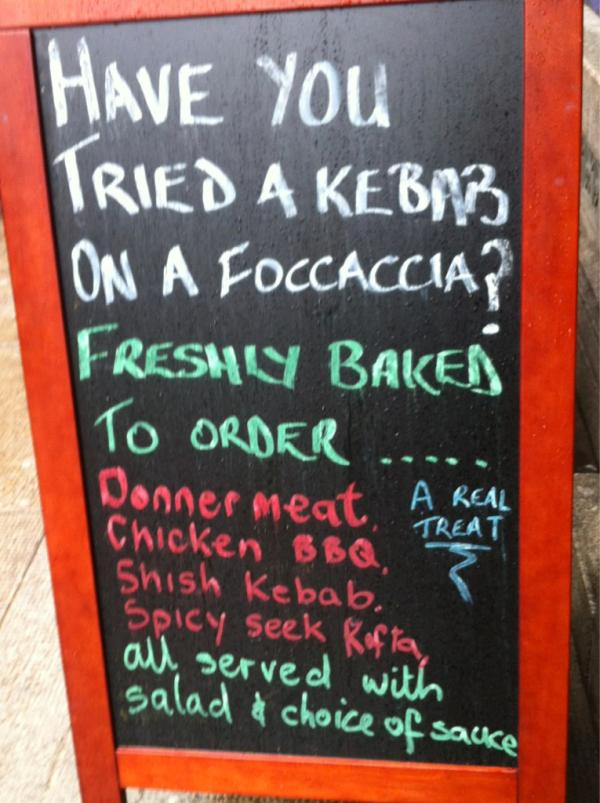 HAVE YOU
TRIED A KEBAB
ON A FOCCACCIA?
FRESHLY BAKED
TO ORDER .....
Donner meat.
A REAL
TREAT
Chicken BBQ.
Shish Kebab.
Spicy seek Kofta,
all served with
salad & choice of sauce